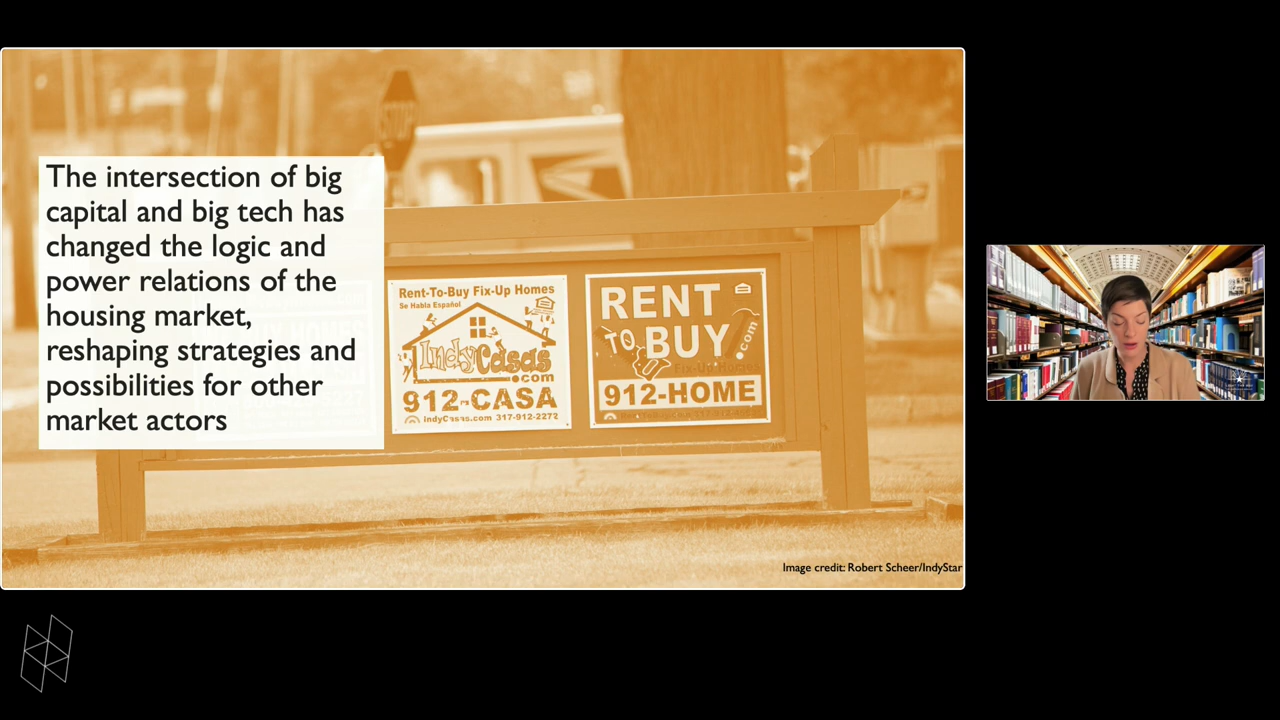 The intersection of big
capital and big tech has
changed the logic and
power relations of the
housing market,
reshaping strategies and
possibilities for other
market actors
STOP
Rent-To-Buy Fix-Up Homes
Se Habla Español
IndyCasas
.com
912-CASA
IndyCasas.com 317-912-2272
RENT
TO BUY
.com
Fix-Up Homes
912-HOME
Image credit: Robert Scheer/IndyStar